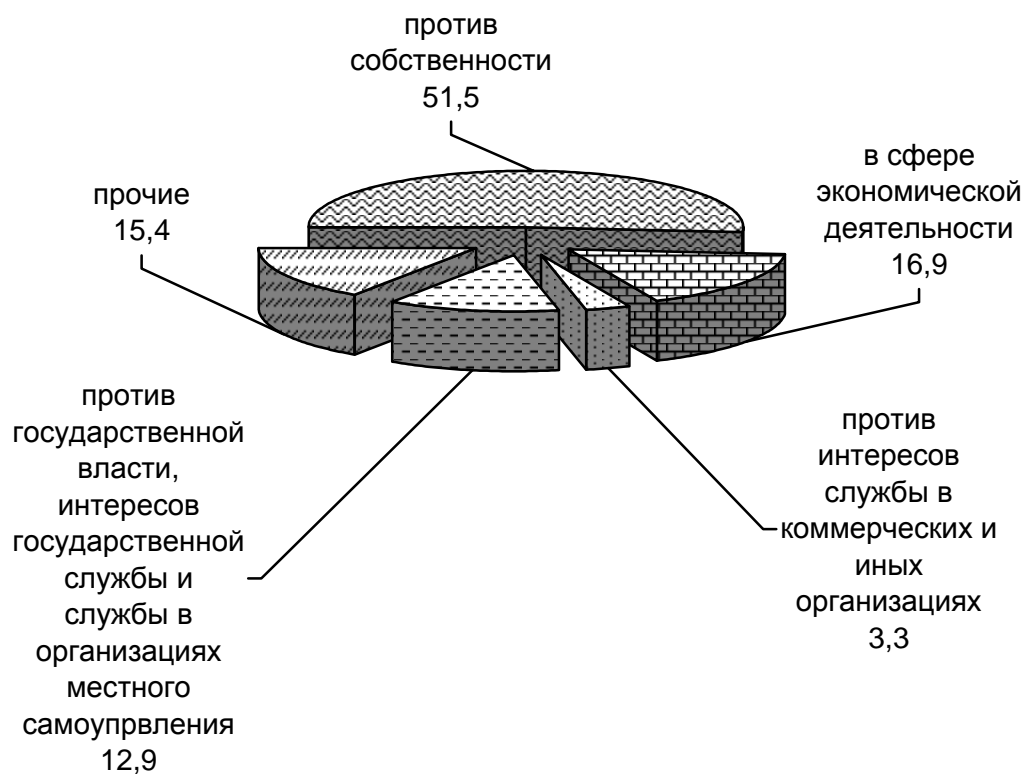 против
собственности
51,5
в сфере
экономической
деятельности
16,9
прочие
15,4
против
государственной
власти,
интересов
государственной
службы и
службы в
организациях
местного
самоупрвления
12,9
против
интересов
службы в
коммерческих и
иных
организациях
3,3